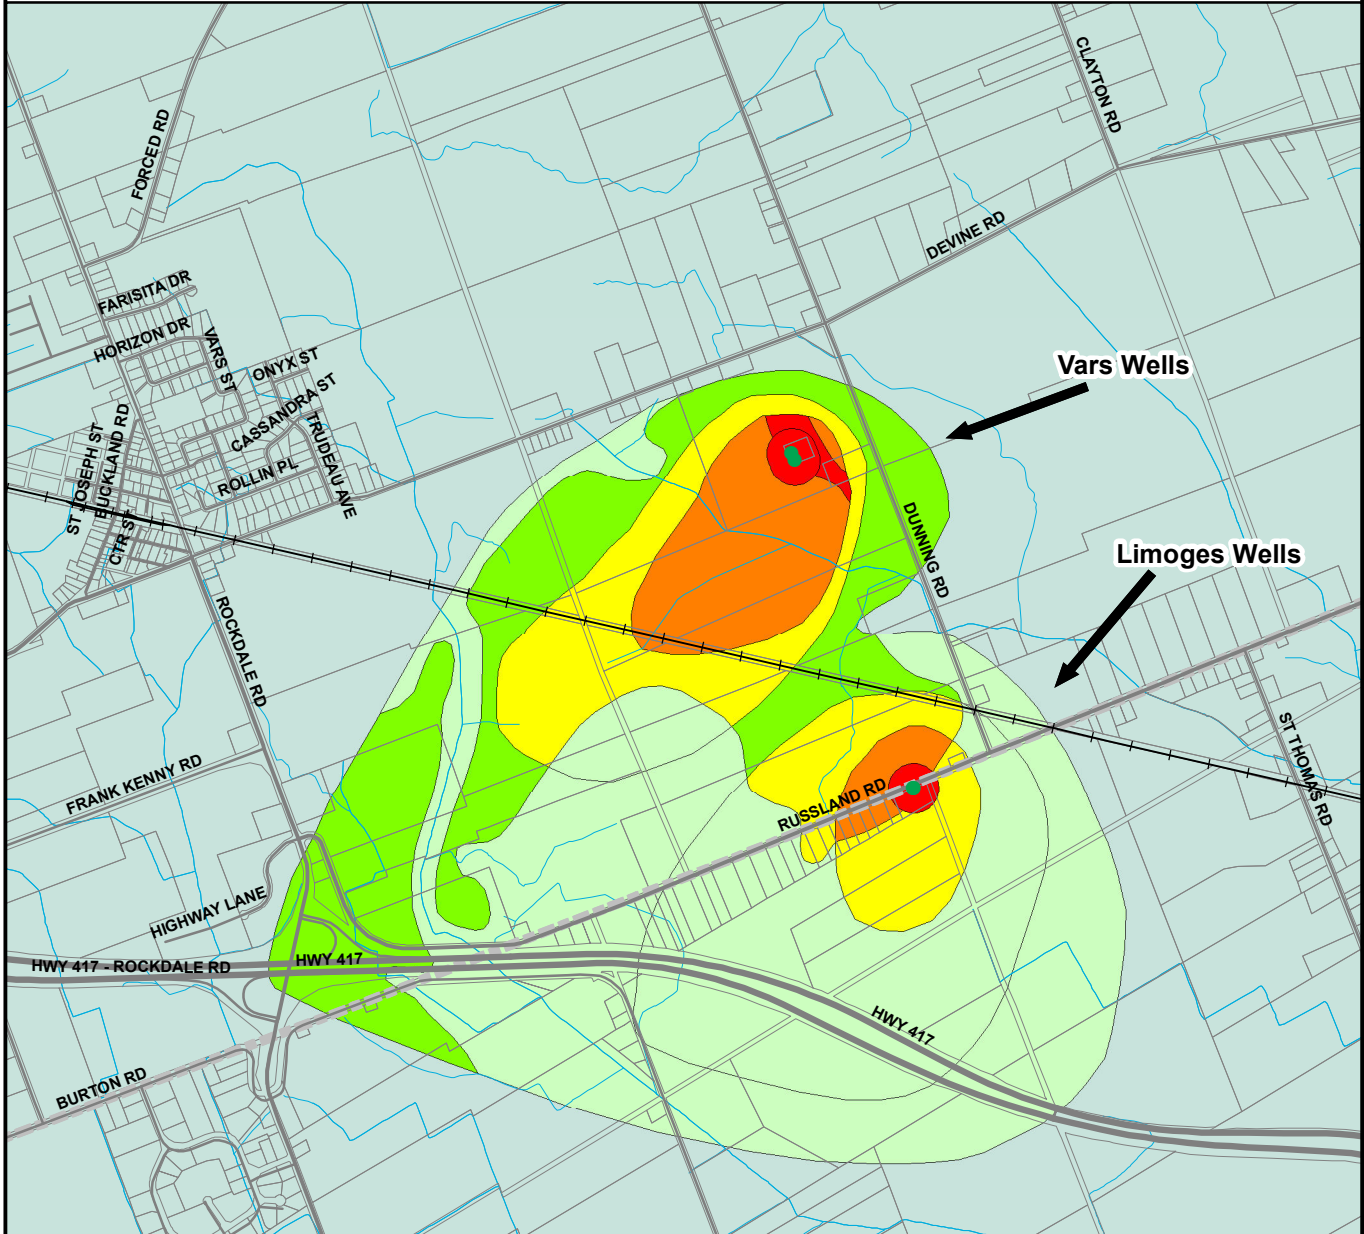 CLAYTON RD
FORCED RD
DEVINE RD
FARISITA DR
HORIZON DR
VARS ST
ONYX ST
CASSANDRA ST
Vars Wells
ST JOSEPH ST
BUCKLAND RD
TRUDEAU AVE
ROLLIN PL
CTR ST
DUNNING RD
Limoges Wells
ROCKDALE RD
ST THOMAS RD
FRANK KENNY RD
RUSSLAND RD
HIGHWAY LANE
HWY 417 - ROCKDALE RD
HWY 417
HWY 417
BURTON RD